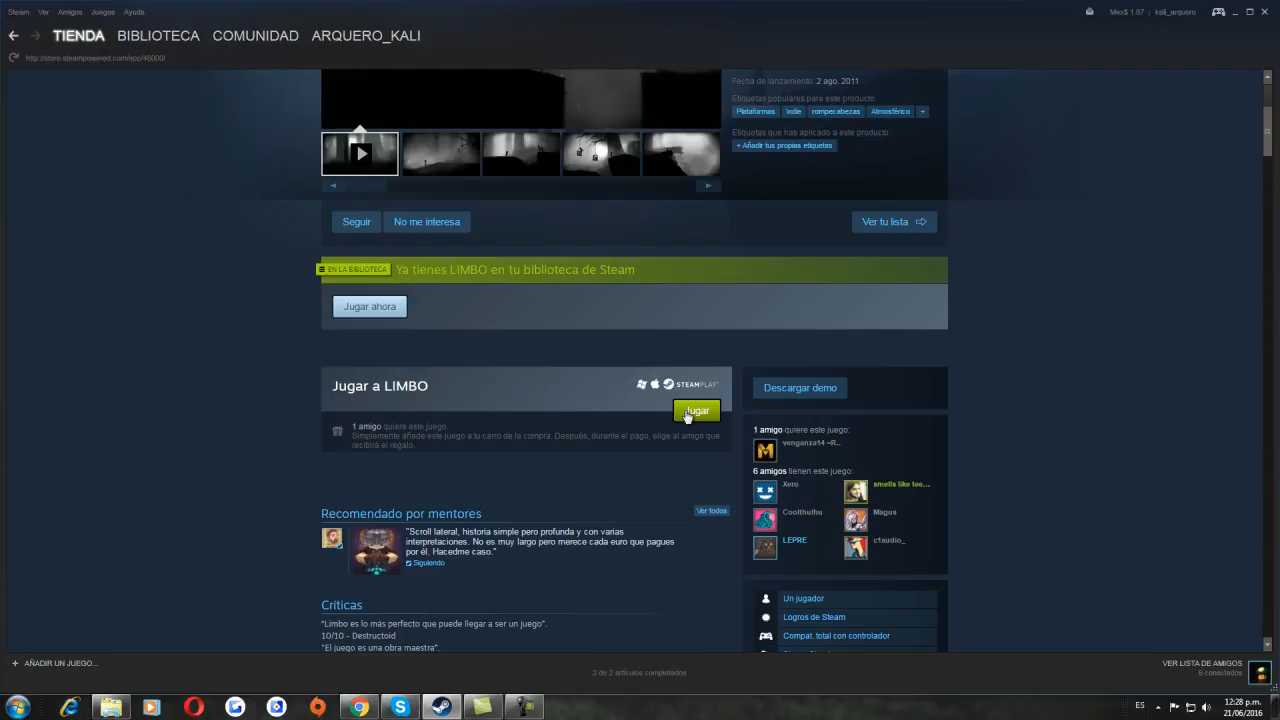 Steam Ver Amigos Juegos Ayuda
Mex$ 1.87 kali_arquero
TIENDA BIBLIOTECA COMUNIDAD ARQUERO_KALI
http://store.steampowered.com/app/48000/
Fecha de lanzamiento: 2 ago. 2011
Etiquetas populares para este producto
Plataformas Indie rompecabezas Atmosférico +
Etiquetas que has aplicado a este producto:
+ Añadir tus propias etiquetas
Seguir No me interesa Ver tu lista
EN LA BIBLIOTECA Ya tienes LIMBO en tu biblioteca de Steam
Jugar ahora
Jugar a LIMBO STEAMPLAY
Jugar
1 amigo quiere este juego.
Simplemente añade este juego a tu carro de la compra. Después, durante el pago, elige al amigo que
recibirá el regalo.
Descargar demo
1 amigo quiere este juego:
venganza14 ~R...
6 amigos tienen este juego:
Xero smells like tee...
Coolthulhu Magus
LEPRE c1audio_
Recomendado por mentores Ver todos
"Scroll lateral, historia simple pero profunda y con varias
interpretaciones. No es muy largo pero merece cada euro que pagues
por él. Hacedme caso."
Siguiendo
Críticas
"Limbo es lo más perfecto que puede llegar a ser un juego".
10/10 - Destructoid
"El juego es una obra maestra".
Un jugador
Logros de Steam
Compat. total con controlador
+ AÑADIR UN JUEGO...
2 de 2 artículos completados
VER LISTA DE AMIGOS
6 conectados
ES
12:28 p.m.
21/06/2016